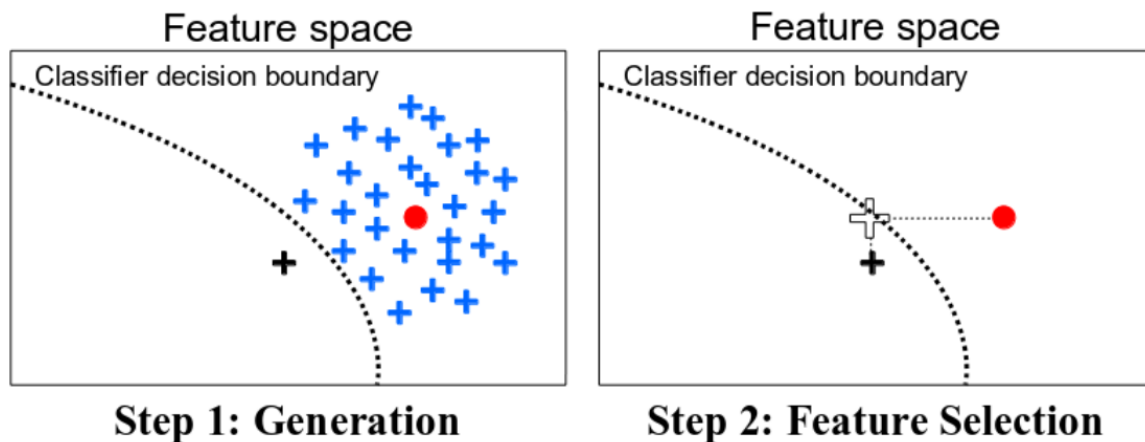 Feature space
Classifier decision boundary
Step 1: Generation
Feature space
Classifier decision boundary
Step 2: Feature Selection